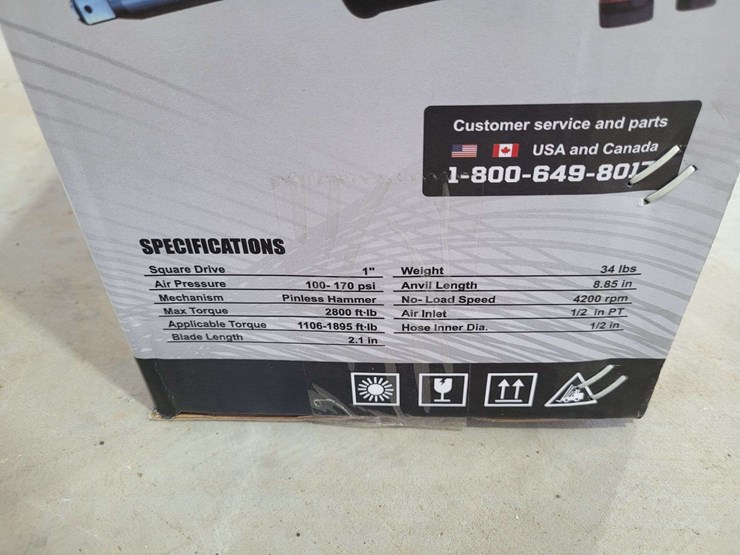 Customer service and parts
USA and Canada
1-800-649-8017
SPECIFICATIONS
Square Drive 1"
Air Pressure 100- 170 psi
Mechanism Pinless Hammer
Max Torque 2800 ft-lb
Applicable Torque 1106-1895 ft-lb
Blade Length 2.1 in
Weight 34 lbs
Anvil Length 8.85 in
No- Load Speed 4200 rpm
Air Inlet 1/2 in PT
Hose Inner Dia. 1/2 in